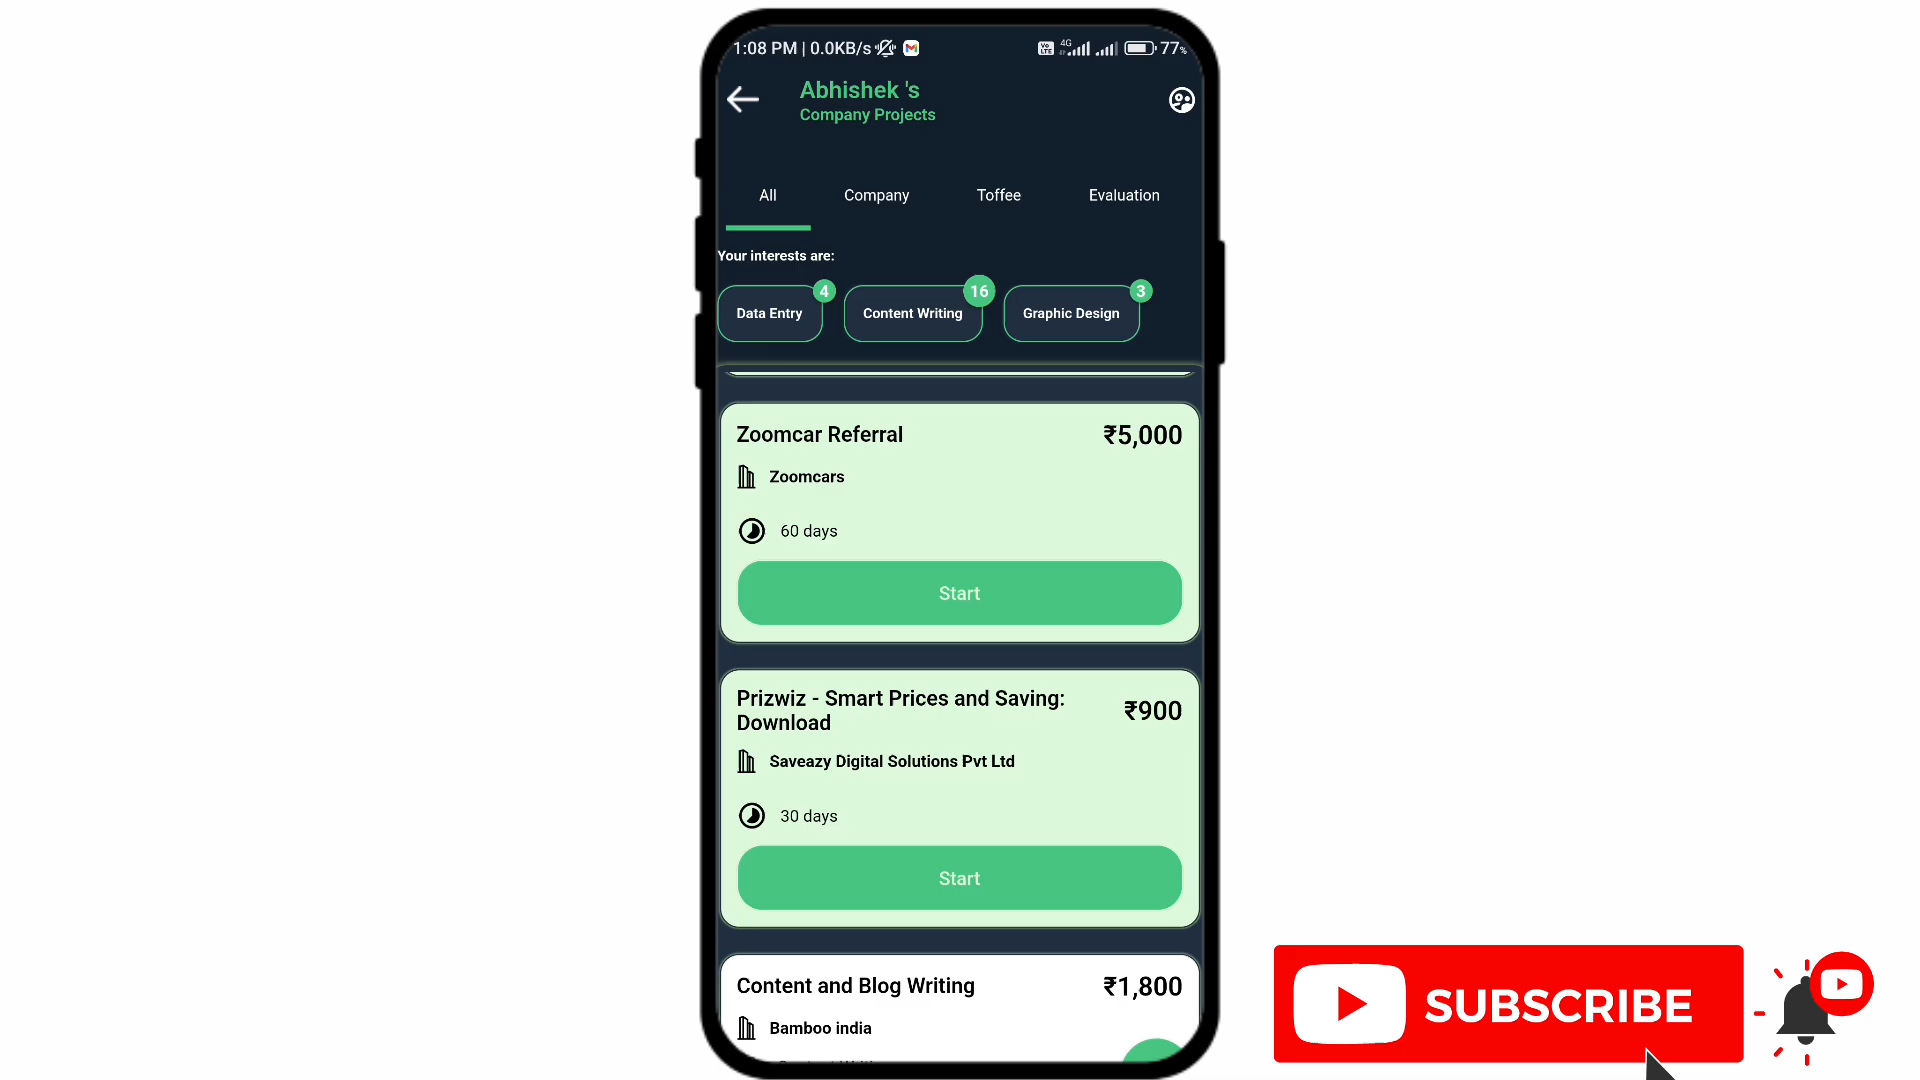 1:08 PM | 0.0KB/s 4G 77%
Abhishek 's
Company Projects
All Company Toffee Evaluation
Your interests are:
4 16 3
Data Entry Content Writing Graphic Design
Zoomcar Referral ₹5,000
Zoomcars
60 days
Start
Prizwiz - Smart Prices and Saving: ₹900
Download
Saveazy Digital Solutions Pvt Ltd
30 days
Start
Content and Blog Writing ₹1,800
Bamboo india
SUBSCRIBE